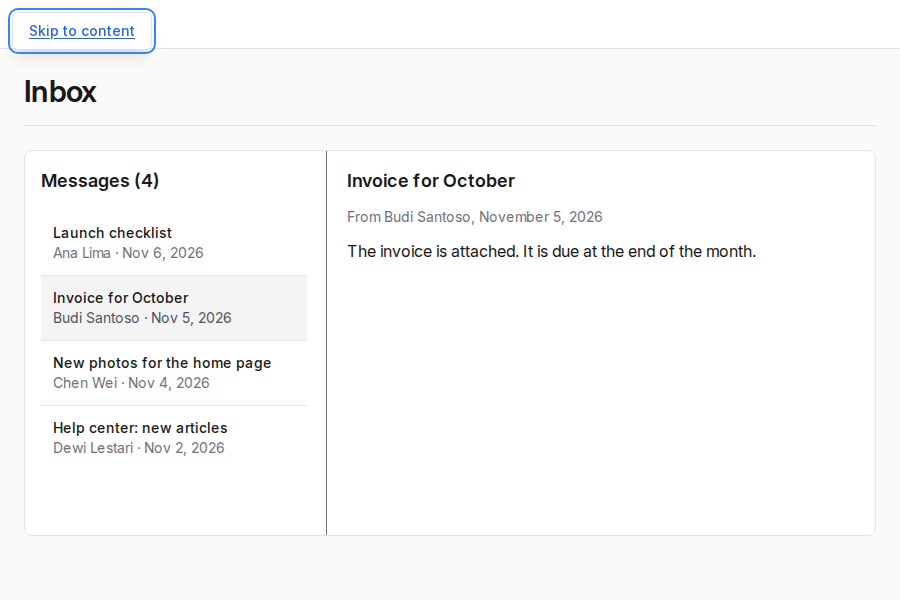 Skip to content
Inbox
Messages (4)
Launch checklist
Ana Lima · Nov 6, 2026
Invoice for October
Budi Santoso · Nov 5, 2026
New photos for the home page
Chen Wei · Nov 4, 2026
Help center: new articles
Dewi Lestari · Nov 2, 2026
Invoice for October
From Budi Santoso, November 5, 2026
The invoice is attached. It is due at the end of the month.